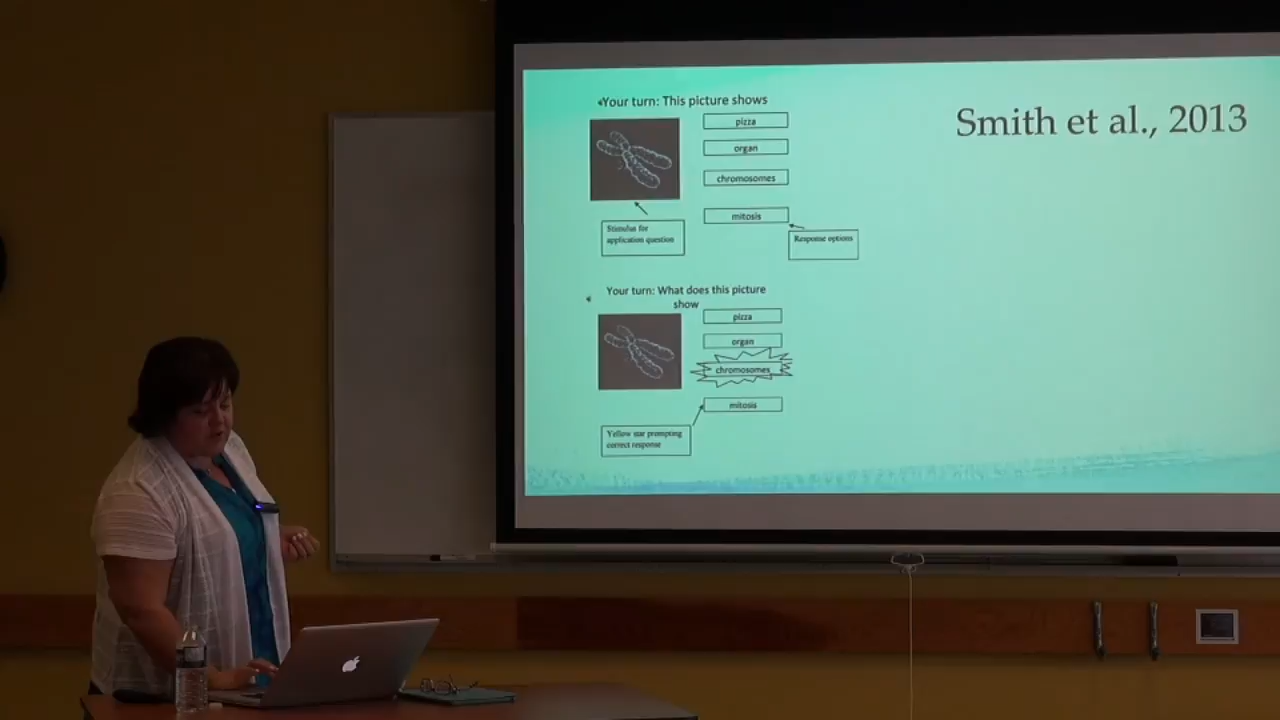 Your turn: This picture shows
Smith et al., 2013
pizza
organ
chromosomes
mitosis
Stimulus for
application question
Response options
Your turn: What does this picture
show
pizza
organ
chromosomes
mitosis
Yellow star prompting
correct response